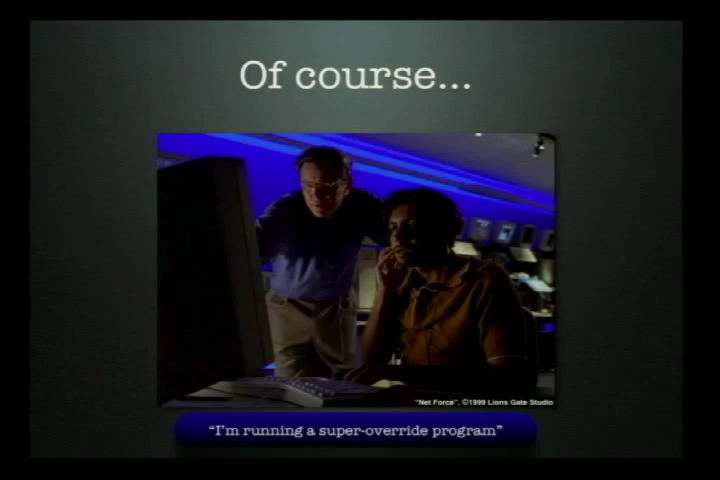 Of course...
"Net Force", ©1999 Lions Gate Studio
“I'm running a super-override program”